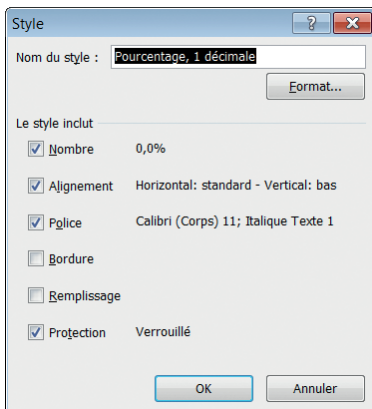 Style
Nom du style : Pourcentage, 1 décimale
Format...
Le style inclut
Nombre 0,0%
Alignement Horizontal: standard - Vertical: bas
Police Calibri (Corps) 11; Italique Texte 1
Bordure
Remplissage
Protection Verrouillé
OK Annuler